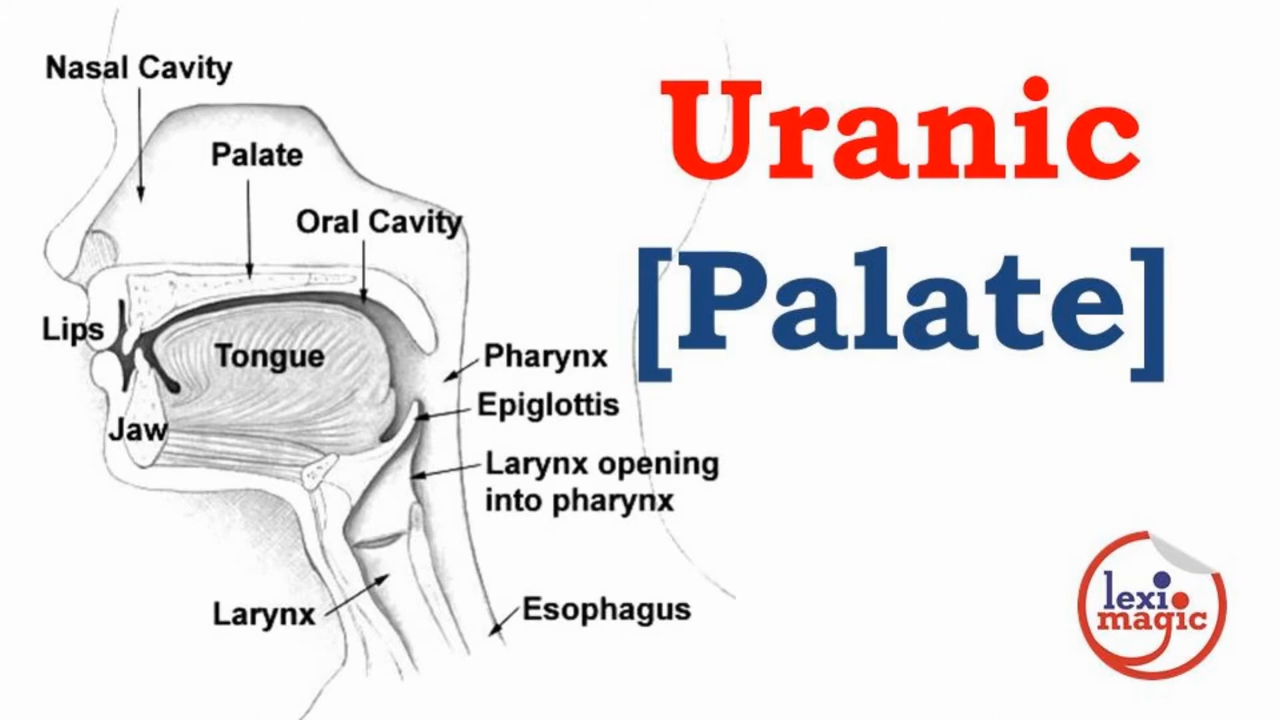 Nasal Cavity
Palate
Oral Cavity
Lips
Tongue
Pharynx
Epiglottis
Jaw
Larynx opening
into pharynx
Larynx
Esophagus
Uranic
[Palate]
lexi
magic